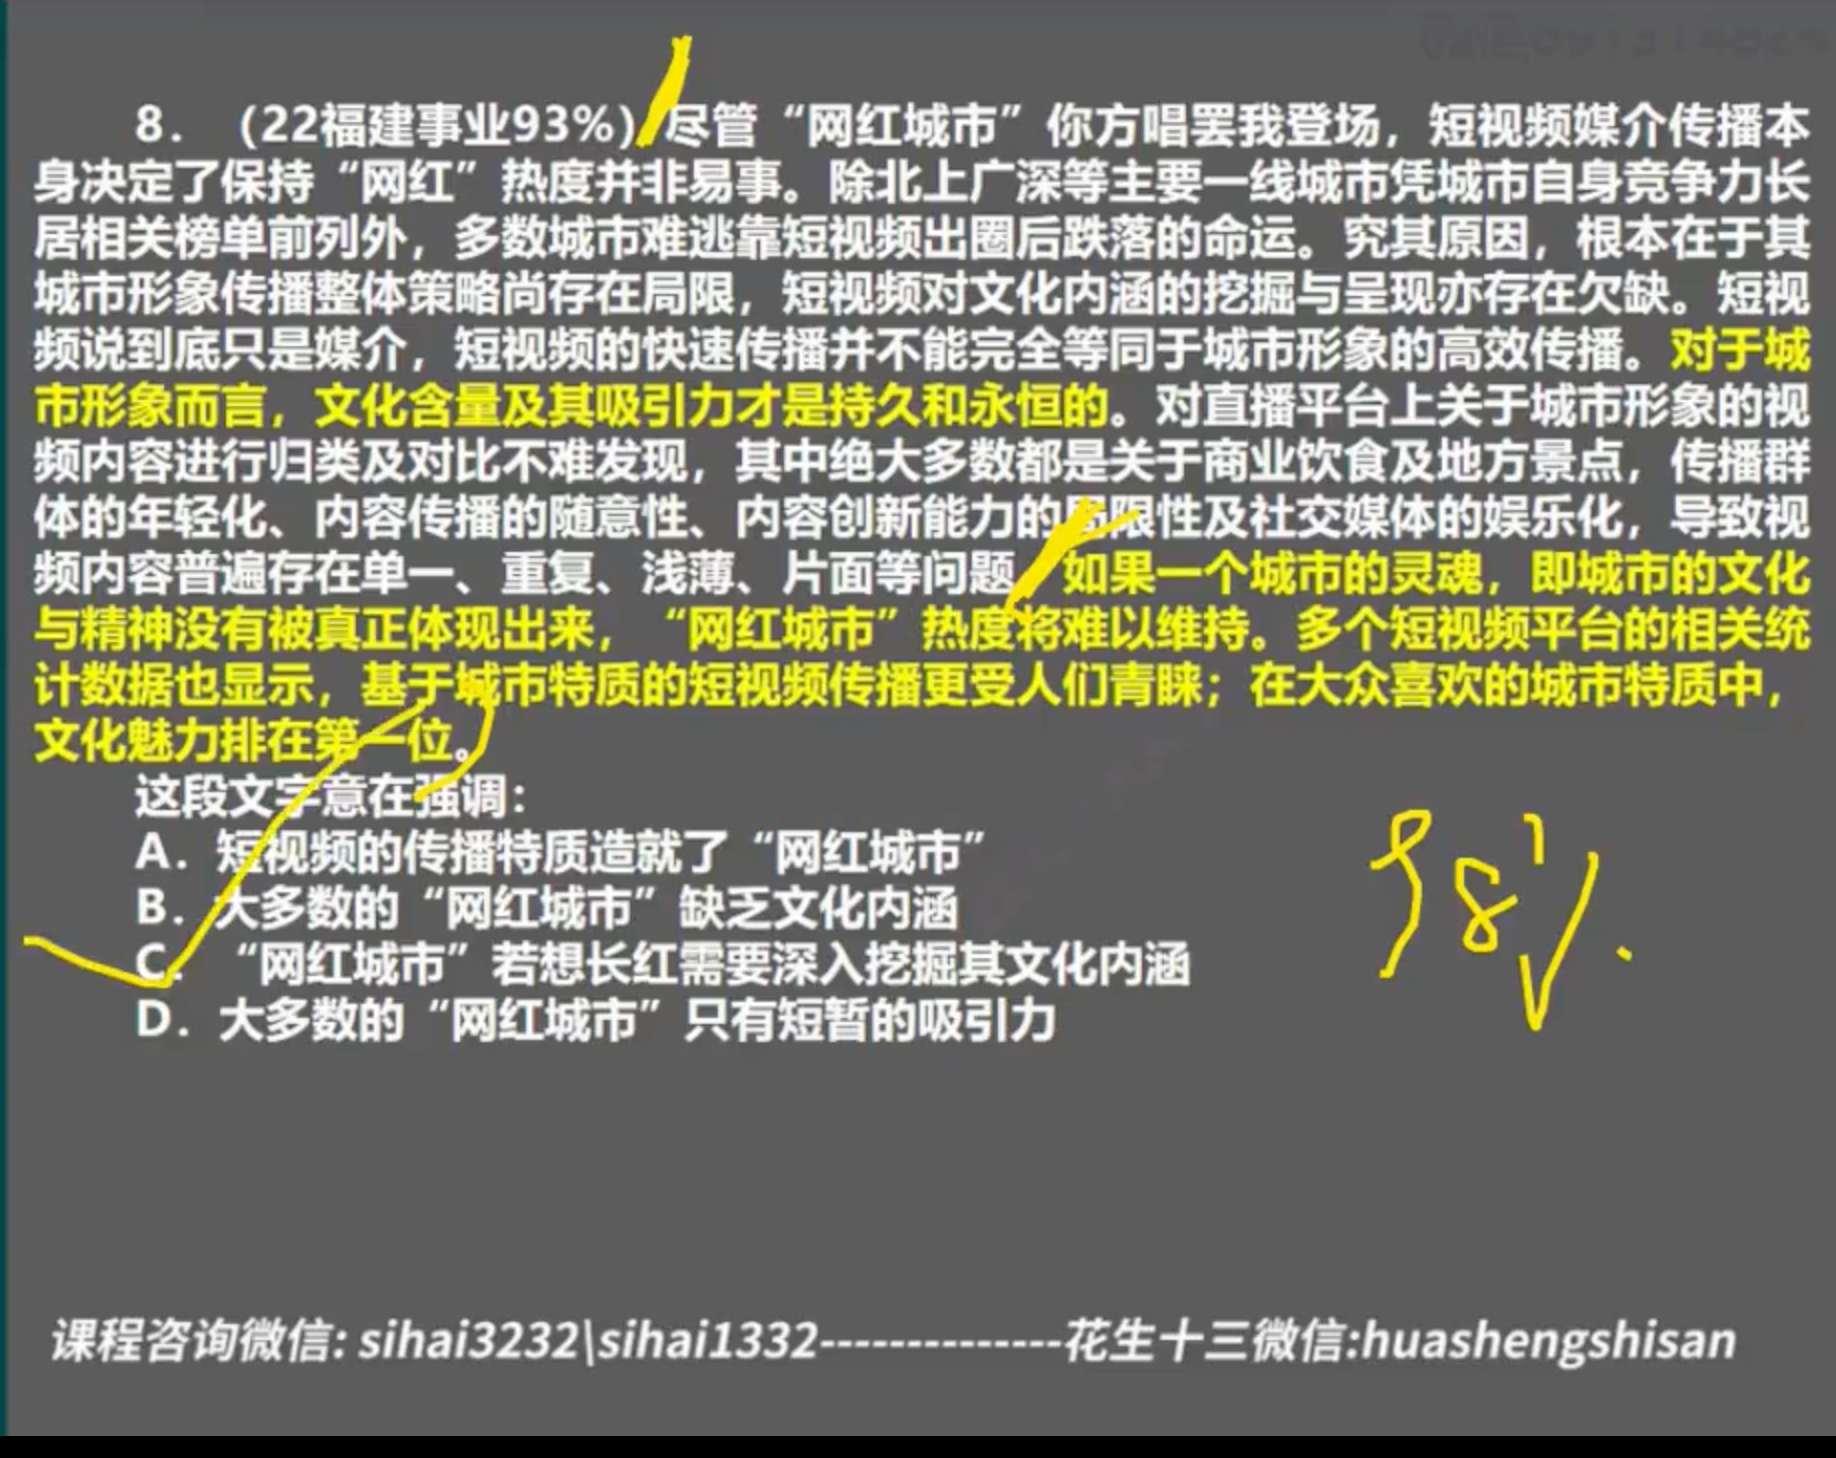 8. （22福建事业93%）尽管“网红城市”你方唱罢我登场，短视频媒介传播本
身决定了保持“网红”热度并非易事。除北上广深等主要一线城市凭城市自身竞争力长
居相关榜单前列外，多数城市难逃靠短视频出圈后跌落的命运。究其原因，根本在于其
城市形象传播整体策略尚存在局限，短视频对文化内涵的挖掘与呈现亦存在欠缺。短视
频说到底只是媒介，短视频的快速传播并不能完全等同于城市形象的高效传播。对于城
市形象而言，文化含量及其吸引力才是持久和永恒的。对直播平台上关于城市形象的视
频内容进行归类及对比不难发现，其中绝大多数都是关于商业饮食及地方景点，传播群
体的年轻化、内容传播的随意性、内容创新能力的局限性及社交媒体的娱乐化，导致视
频内容普遍存在单一、重复、浅薄、片面等问题 如果一个城市的灵魂，即城市的文化
与精神没有被真正体现出来，“网红城市”热度将难以维持。多个短视频平台的相关统
计数据也显示，基于城市特质的短视频传播更受人们青睐；在大众喜欢的城市特质中，
文化魅力排在第一位。
这段文字意在强调：
A. 短视频的传播特质造就了“网红城市”
B. 大多数的“网红城市”缺乏文化内涵
C. “网红城市”若想长红需要深入挖掘其文化内涵
D. 大多数的“网红城市”只有短暂的吸引力
课程咨询微信: sihai3232\sihai1332--------------花生十三微信:huashengshisan